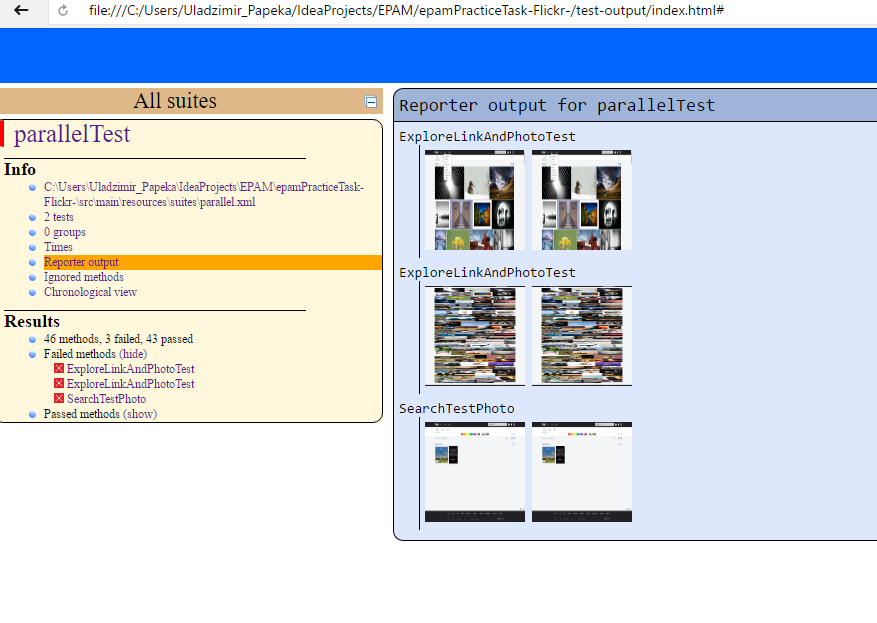 file:///C:/Users/Uladzimir_Papeka/IdeaProjects/EPAM/epamPracticeTask-Flickr-/test-output/index.html#
All suites
parallelTest
Info
C:\Users\Uladzimir_Papeka\IdeaProjects\EPAM\epamPracticeTask-
Flickr-\src\main\resources\suites\parallel.xml
2 tests
0 groups
Times
Reporter output
Ignored methods
Chronological view
Results
46 methods, 3 failed, 43 passed
Failed methods (hide)
ExploreLinkAndPhotoTest
ExploreLinkAndPhotoTest
SearchTestPhoto
Passed methods (show)
Reporter output for parallelTest
ExploreLinkAndPhotoTest
ExploreLinkAndPhotoTest
SearchTestPhoto